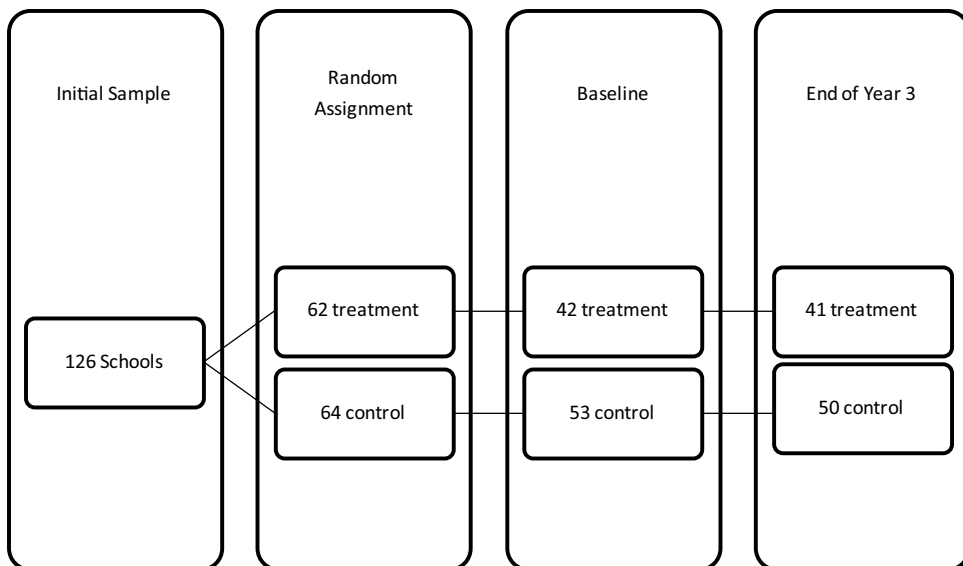 Initial Sample
Random
Assignment
Baseline
End of Year 3
126 Schools
62 treatment
42 treatment
41 treatment
64 control
53 control
50 control